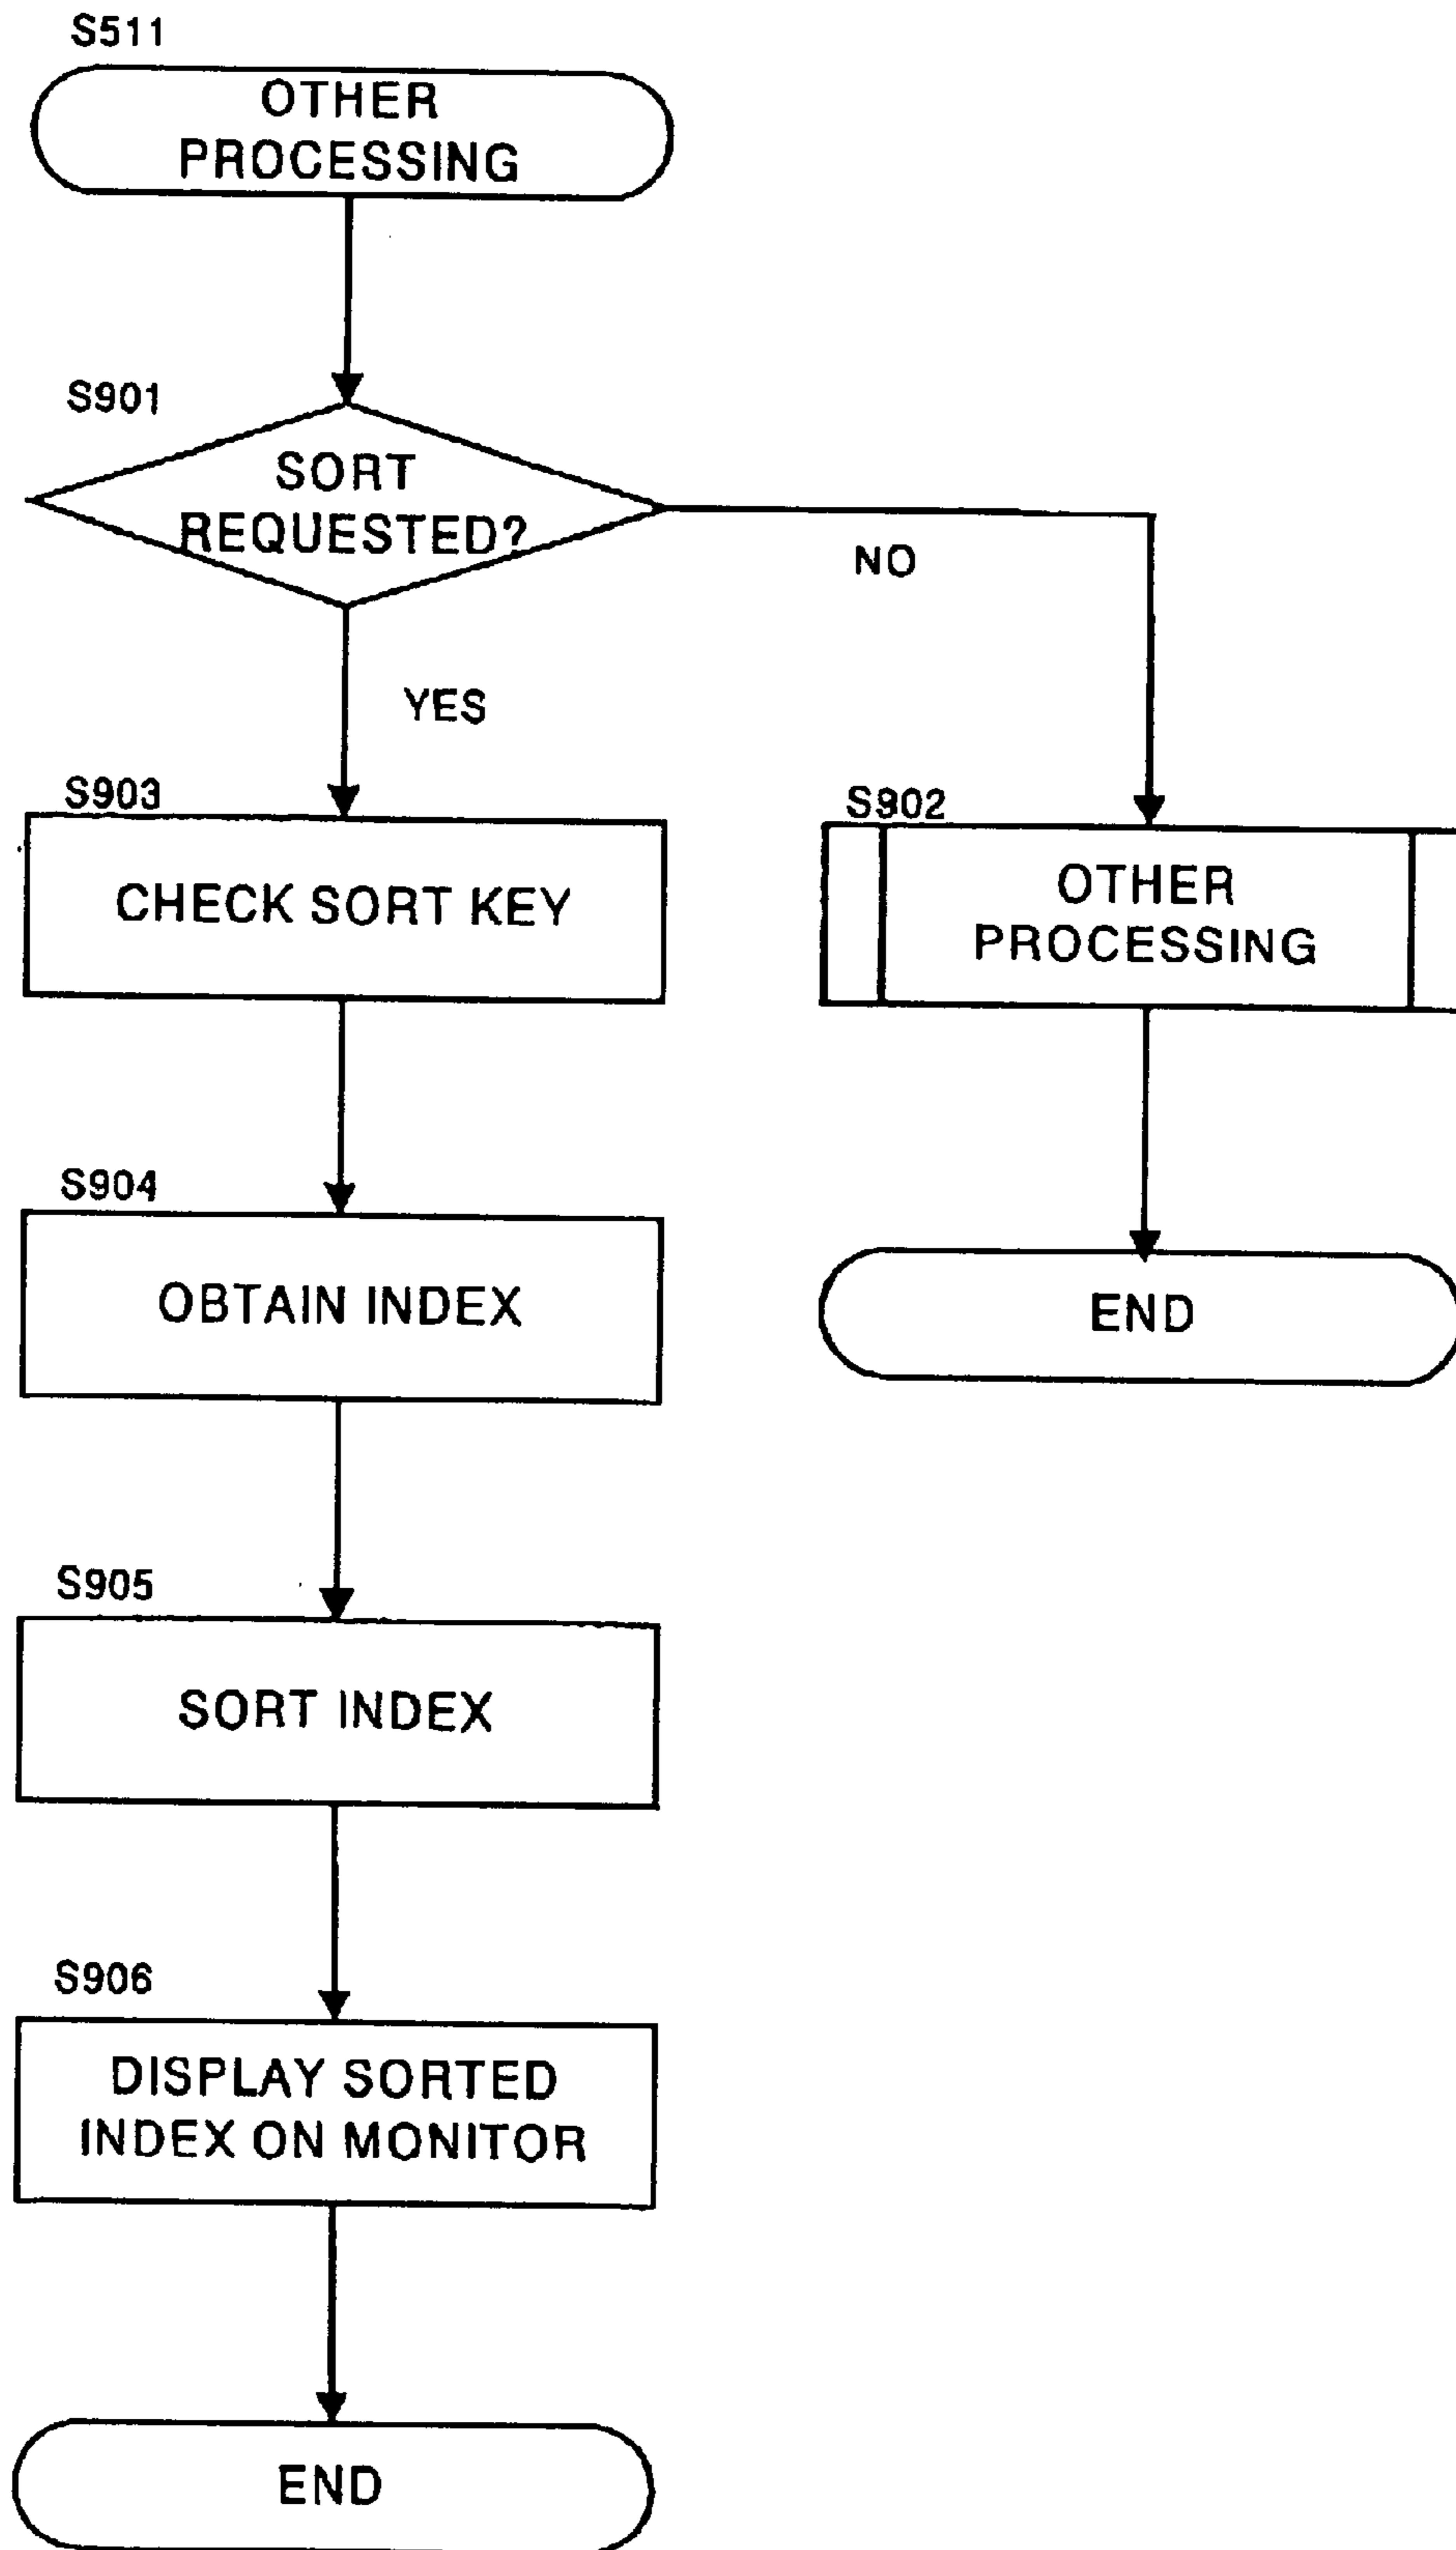 S511
OTHER
PROCESSING
S901
SORT
REQUESTED?
NO
YES
S903
CHECK SORT KEY
S902
OTHER
PROCESSING
S904
OBTAIN INDEX
END
S905
SORT INDEX
S906
DISPLAY SORTED
INDEX ON MONITOR
END